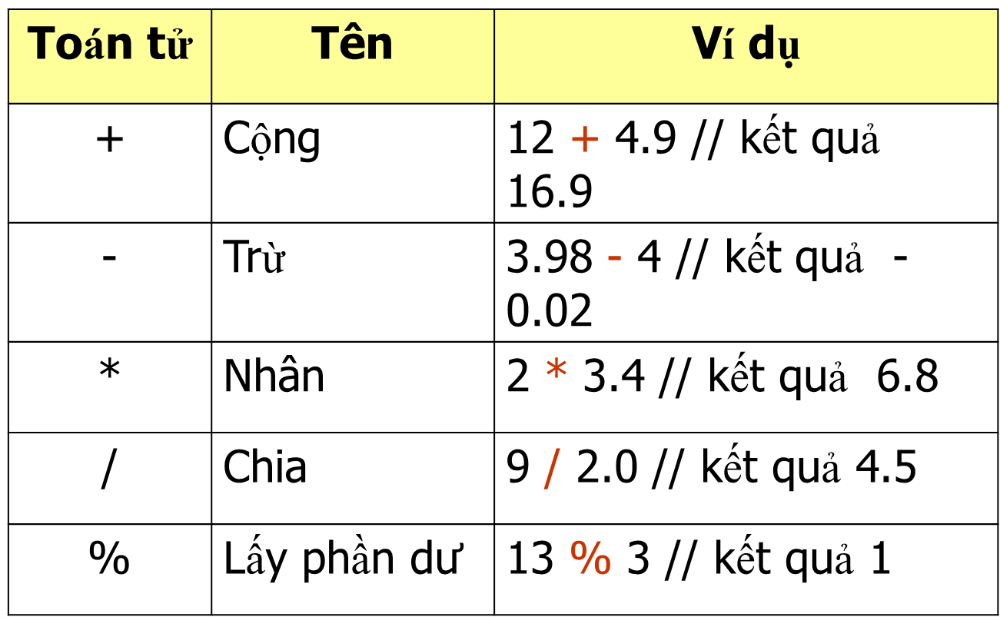 Toán tử Tên Ví dụ
+ Cộng 12 + 4.9 // kết quả
16.9
- Trừ 3.98 - 4 // kết quả -
0.02
* Nhân 2 * 3.4 // kết quả 6.8
/ Chia 9 / 2.0 // kết quả 4.5
% Lấy phần dư 13 % 3 // kết quả 1